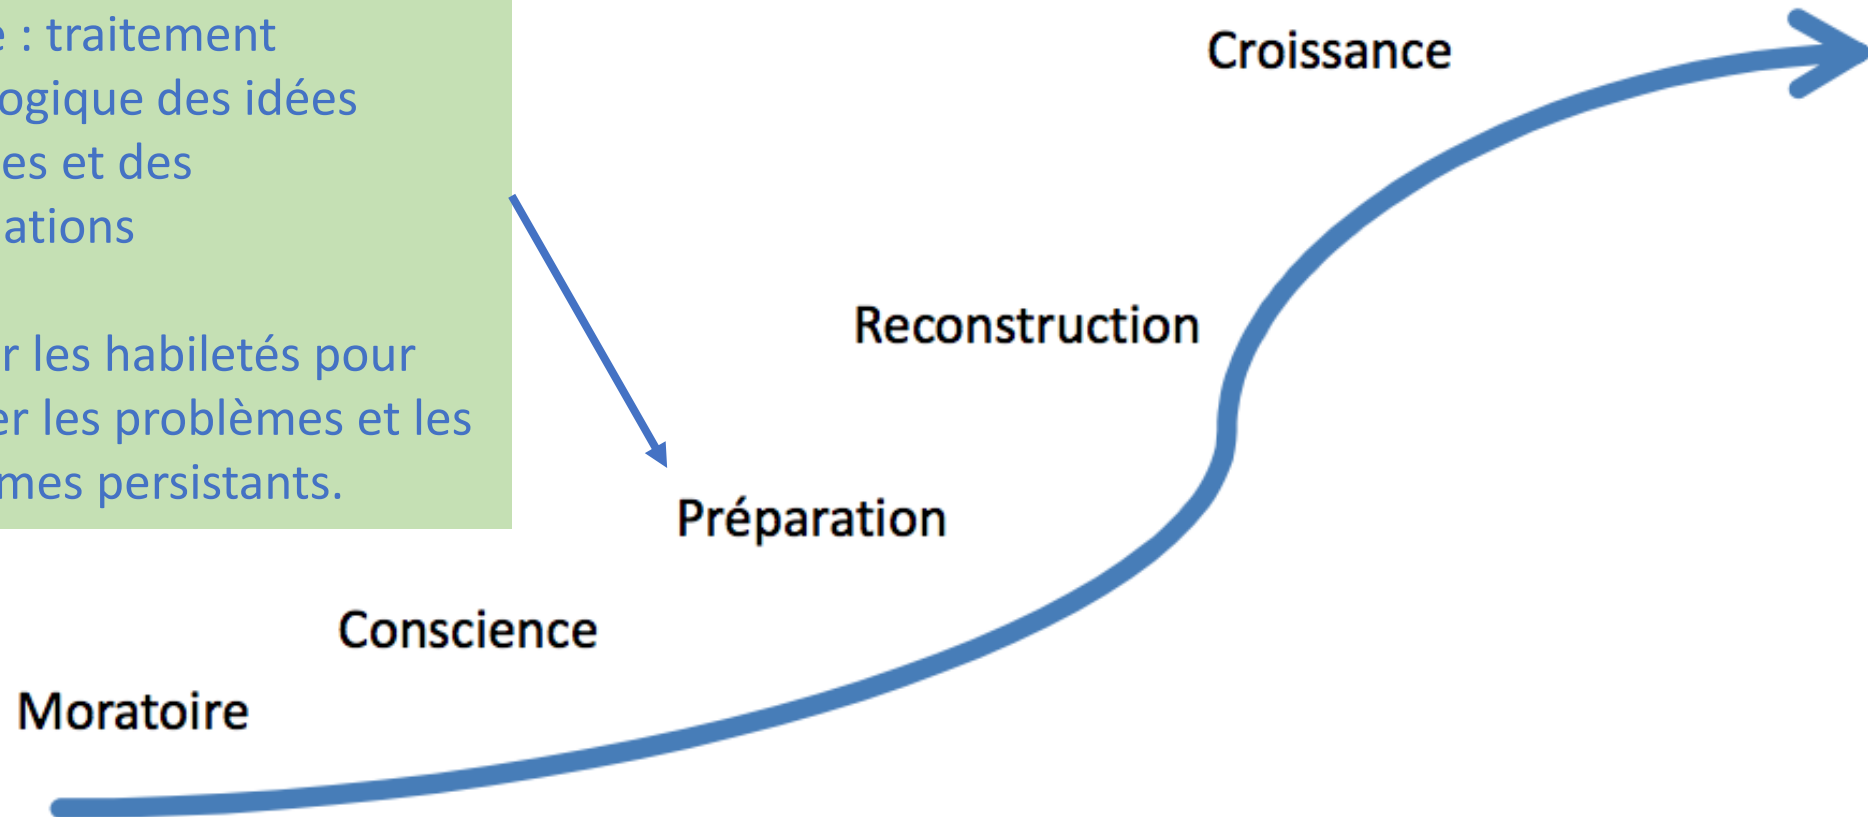 : traitement
ogique des idées
es et des
ations
r les habiletés pour
er les problèmes et les
mes persistants.
Croissance
Reconstruction
Préparation
Conscience
Moratoire